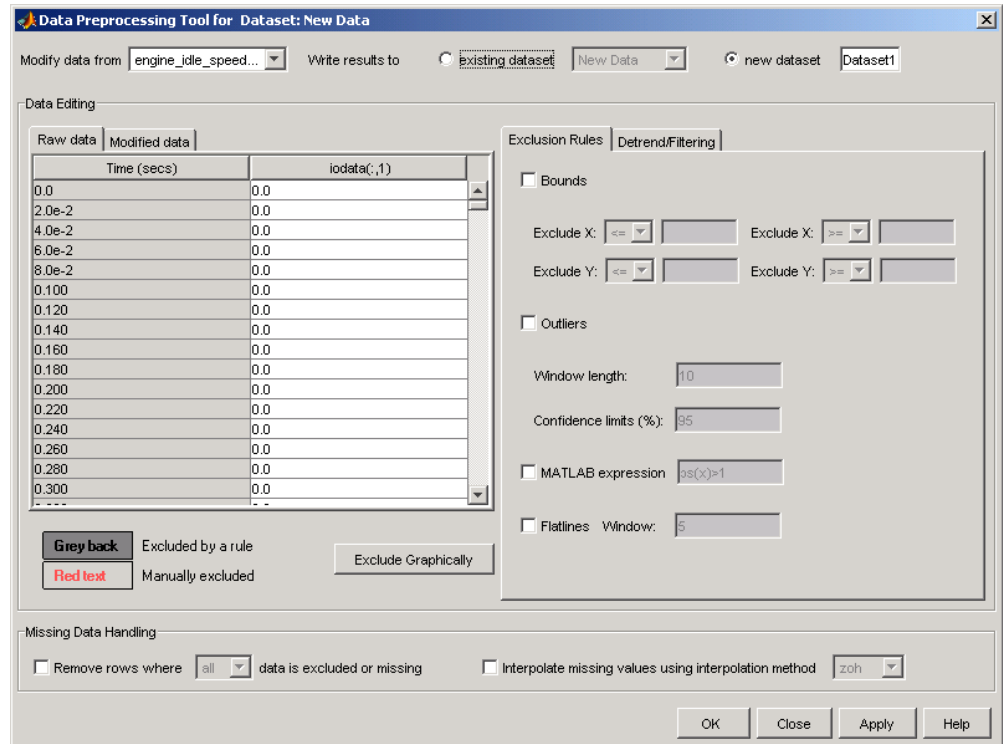 Data Preprocessing Tool for Dataset: New Data
Modify data from engine_idle_speed... Write results to existing dataset New Data new dataset Dataset1
Data Editing
Raw data Modified data
Time (secs) iodata(:,1)
0.0 0.0
2.0e-2 0.0
4.0e-2 0.0
6.0e-2 0.0
8.0e-2 0.0
0.100 0.0
0.120 0.0
0.140 0.0
0.160 0.0
0.180 0.0
0.200 0.0
0.220 0.0
0.240 0.0
0.260 0.0
0.280 0.0
0.300 0.0
Grey back Excluded by a rule
Red text Manually excluded
Exclude Graphically
Exclusion Rules Detrend/Filtering
Bounds
Exclude X: <= Exclude X: >=
Exclude Y: <= Exclude Y: >=
Outliers
Window length: 10
Confidence limits (%): 95
MATLAB expression bs(x)>1
Flatlines Window: 5
Missing Data Handling
Remove rows where all data is excluded or missing Interpolate missing values using interpolation method zoh
OK Close Apply Help